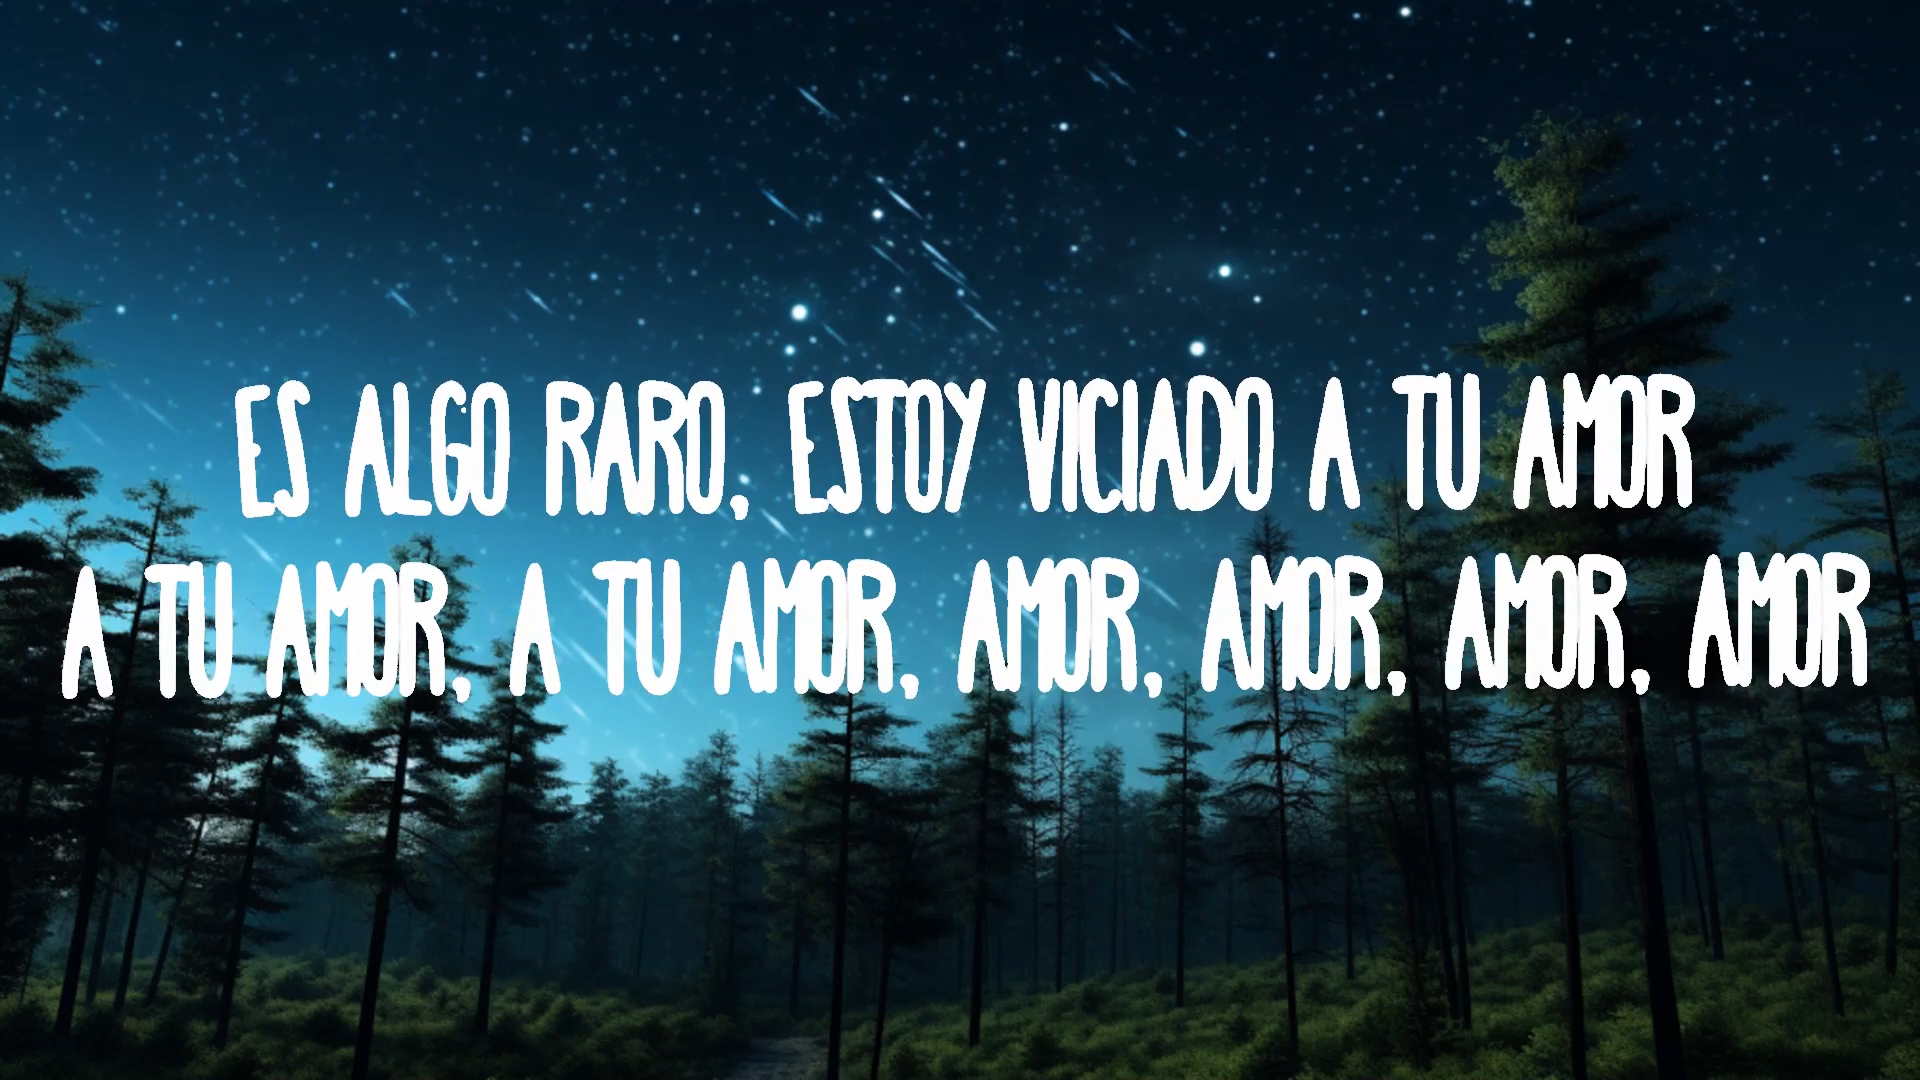 ES ALGO RARO, ESTOY VICIADO A TU AMOR
A TU AMOR, A TU AMOR, AMOR, AMOR, AMOR, AMOR